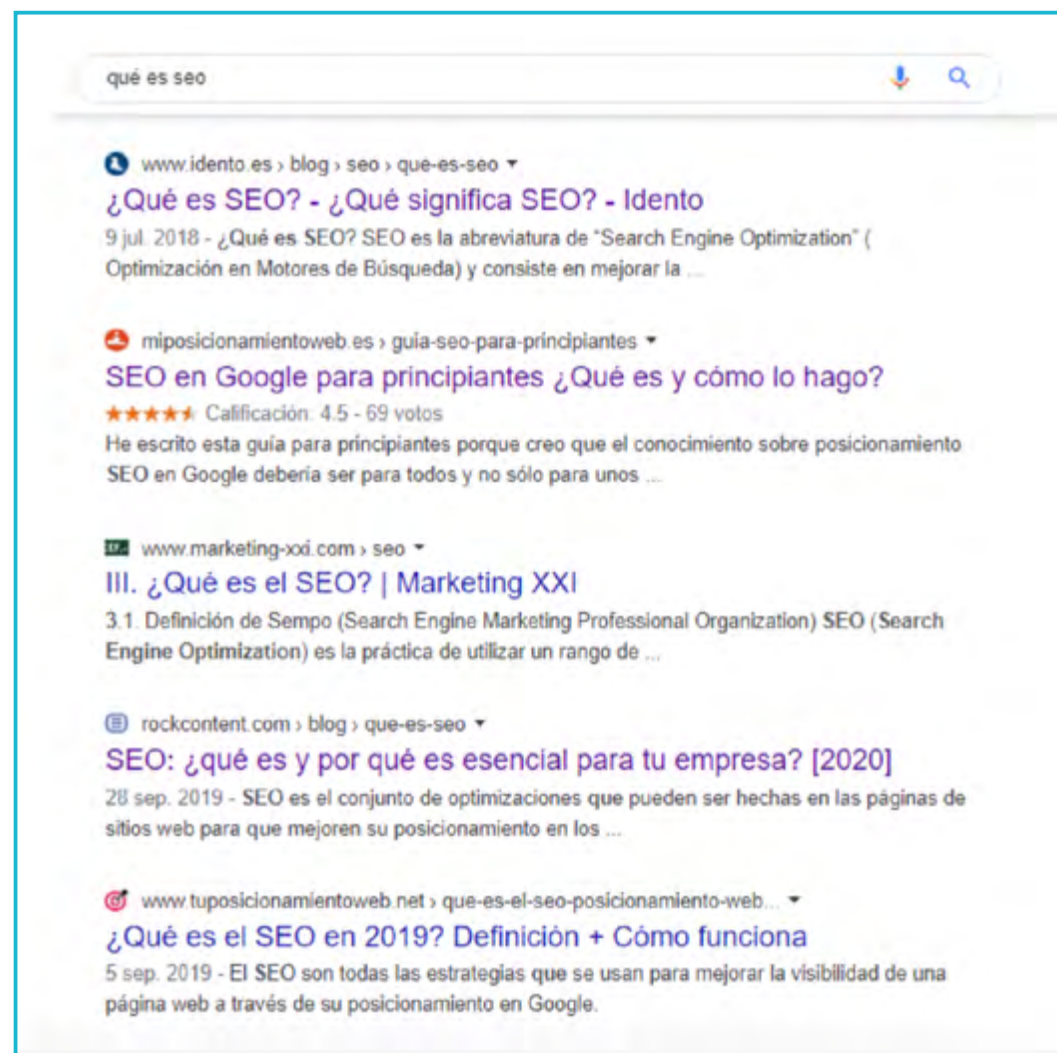 qué es seo
www.idento.es › blog › seo › que-es-seo
¿Qué es SEO? - ¿Qué significa SEO? - Idento
9 jul. 2018 - ¿Qué es SEO? SEO es la abreviatura de “Search Engine Optimization” (
Optimización en Motores de Búsqueda) y consiste en mejorar la ...
miposicionamientoweb.es › guia-seo-para-principiantes
SEO en Google para principiantes ¿Qué es y cómo lo hago?
Calificación: 4.5 - 69 votos
He escrito esta guía para principiantes porque creo que el conocimiento sobre posicionamiento
SEO en Google debería ser para todos y no sólo para unos ...
www.marketing-xxi.com › seo
III. ¿Qué es el SEO? | Marketing XXI
3.1. Definición de Sempo (Search Engine Marketing Professional Organization) SEO (Search
Engine Optimization) es la práctica de utilizar un rango de ...
rockcontent.com › blog › que-es-seo
SEO: ¿qué es y por qué es esencial para tu empresa? [2020]
28 sep. 2019 - SEO es el conjunto de optimizaciones que pueden ser hechas en las páginas de
sitios web para que mejoren su posicionamiento en los ...
www.tuposicionamientoweb.net › que-es-el-seo-posicionamiento-web...
¿Qué es el SEO en 2019? Definición + Cómo funciona
5 sep. 2019 - El SEO son todas las estrategias que se usan para mejorar la visibilidad de una
página web a través de su posicionamiento en Google.